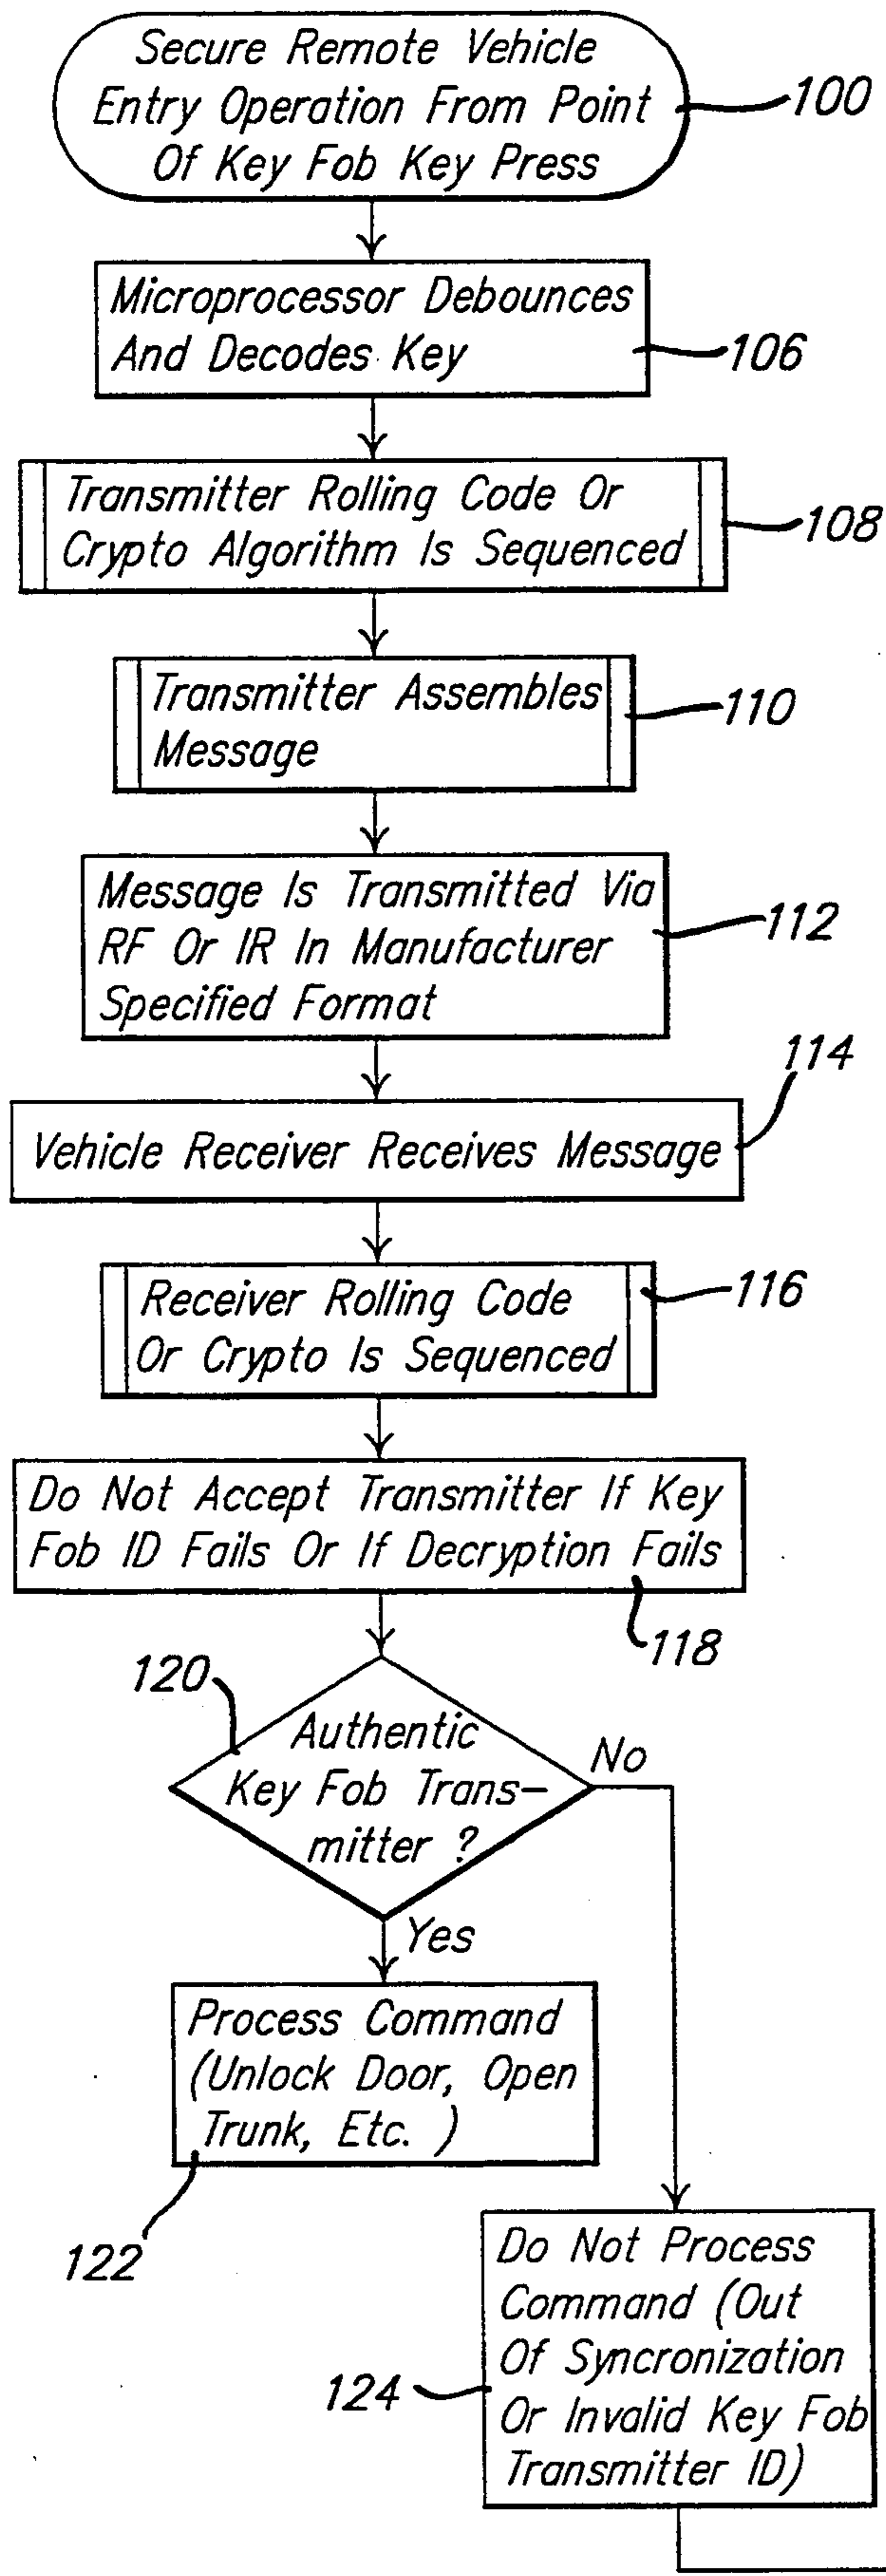 Secure Remote Vehicle
Entry Operation From Point
Of Key Fob Key Press
100
Microprocessor Debounces
And Decodes Key
106
Transmitter Rolling Code Or
Crypto Algorithm Is Sequenced
108
Transmitter Assembles
Message
110
Message Is Transmitted Via
RF Or IR In Manufacturer
Specified Format
112
114
Vehicle Receiver Receives Message
Receiver Rolling Code
Or Crypto Is Sequenced
116
Do Not Accept Transmitter If Key
Fob ID Fails Or If Decryption Fails
118
120
Authentic
Key Fob Trans-
mitter ?
No
Yes
Process Command
(Unlock Door, Open
Trunk, Etc. )
122
Do Not Process
Command (Out
Of Syncronization
Or Invalid Key Fob
Transmitter ID)
124